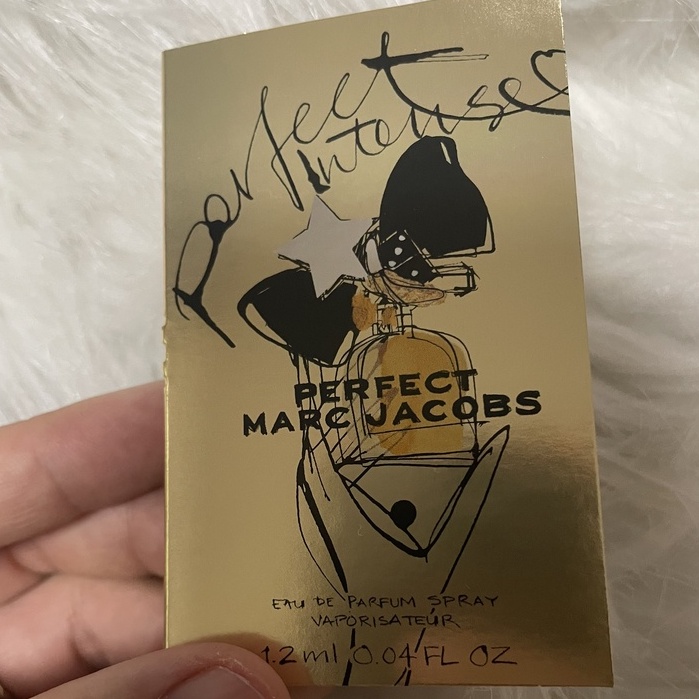 Perfect
Intense
PERFECT
MARC JACOBS
EAU DE PARFUM SPRAY
VAPORISATEUR
1.2 ml 0.04 FL OZ